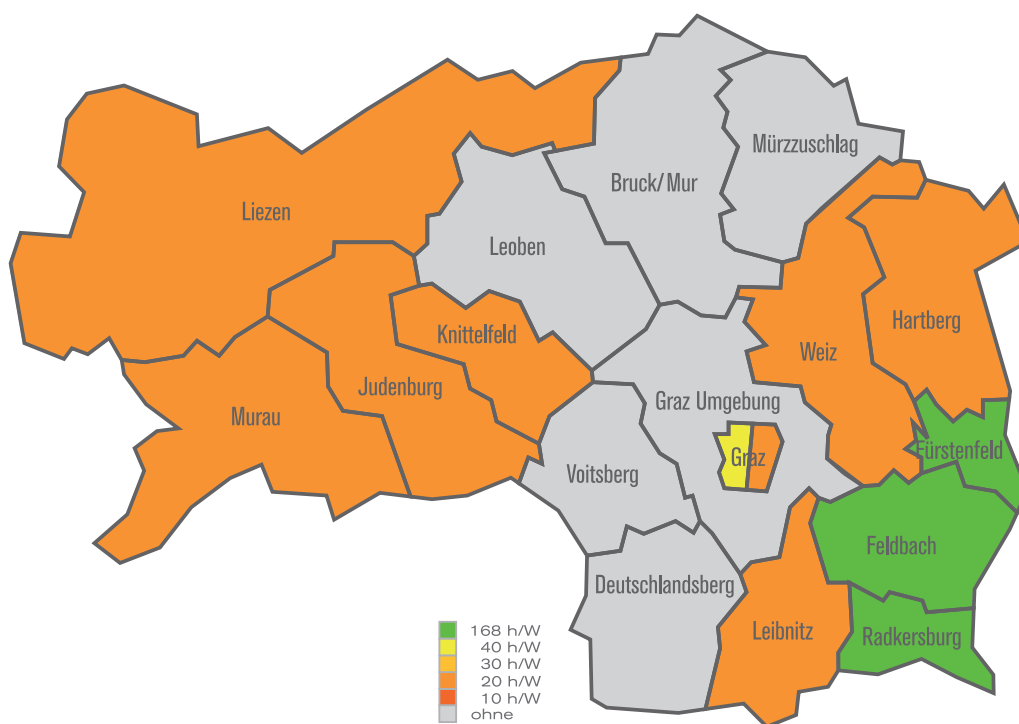 Mürzzuschlag
Bruck/Mur
Liezen
Leoben
Hartberg
Knittelfeld
Weiz
Judenburg
Graz Umgebung
Murau
Fürstenfeld
Graz
Voitsberg
Feldbach
Deutschlandsberg
Leibnitz
Radkersburg
168 h/W
40 h/W
30 h/W
20 h/W
10 h/W
ohne